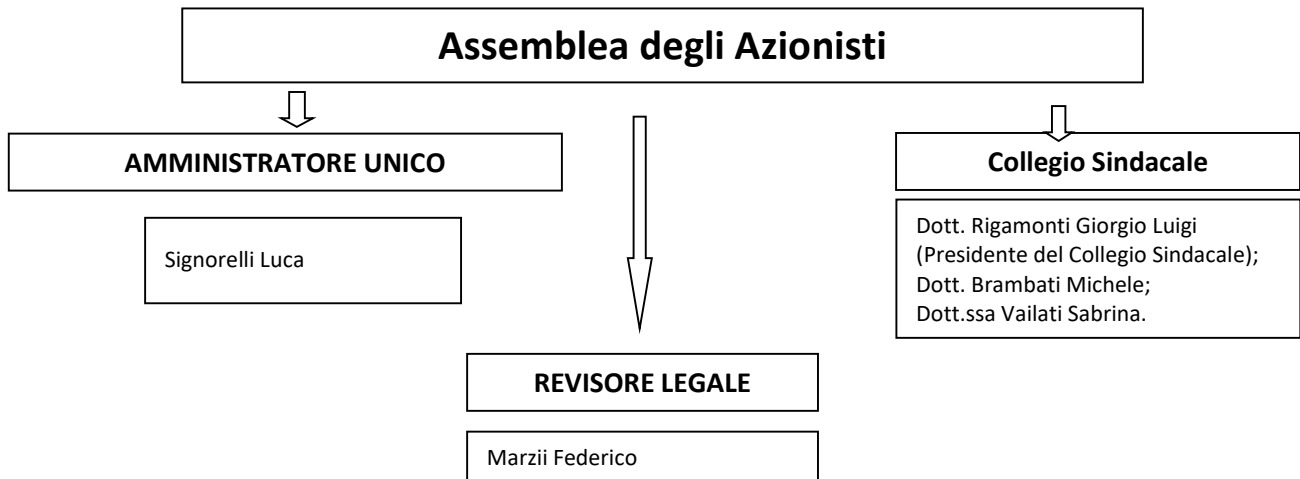 Assemblea degli Azionisti
AMMINISTRATORE UNICO
Signorelli Luca
Collegio Sindacale
Dott. Rigamonti Giorgio Luigi
(Presidente del Collegio Sindacale);
Dott. Brambati Michele;
Dott.ssa Vailati Sabrina.
REVISORE LEGALE
Marzii Federico